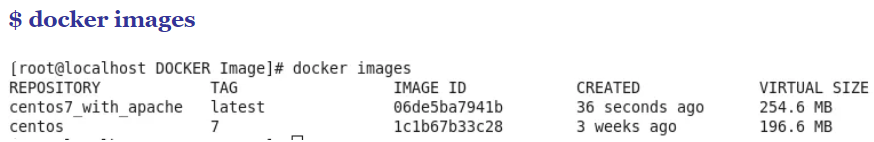 $ docker images
[root@localhost DOCKER Image]# docker images
REPOSITORY TAG IMAGE ID CREATED VIRTUAL SIZE
centos7_with_apache latest 06de5ba7941b 36 seconds ago 254.6 MB
centos 7 1c1b67b33c28 3 weeks ago 196.6 MB